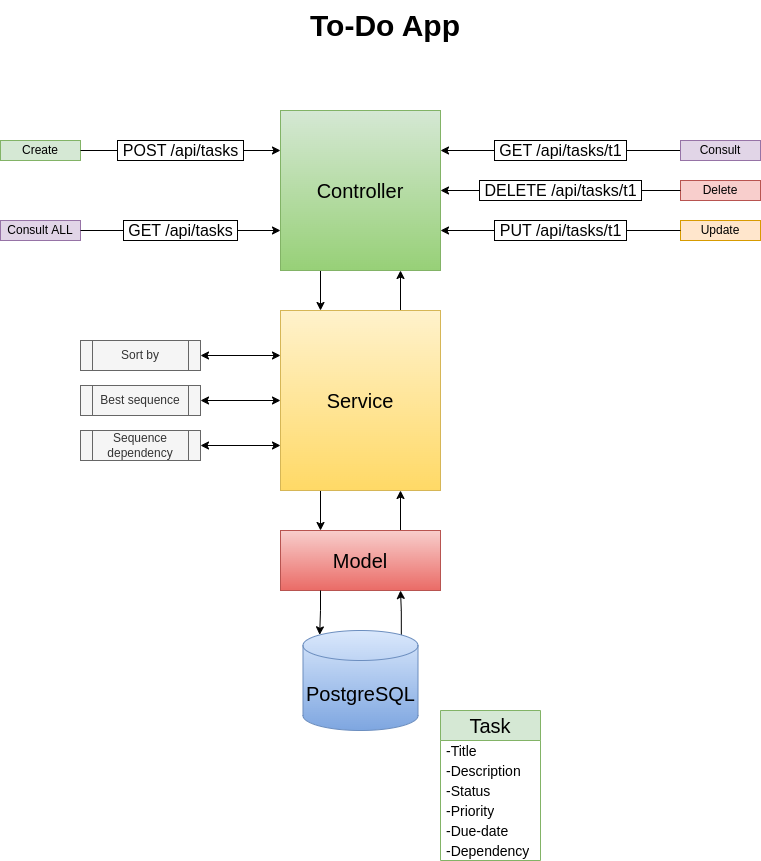 To-Do App
Create
POST /api/tasks
GET /api/tasks/t1
Consult
Controller
DELETE /api/tasks/t1
Delete
Consult ALL
GET /api/tasks
PUT /api/tasks/t1
Update
Sort by
Service
Best sequence
Sequence
dependency
Model
PostgreSQL
Task
-Title
-Description
-Status
-Priority
-Due-date
-Dependency